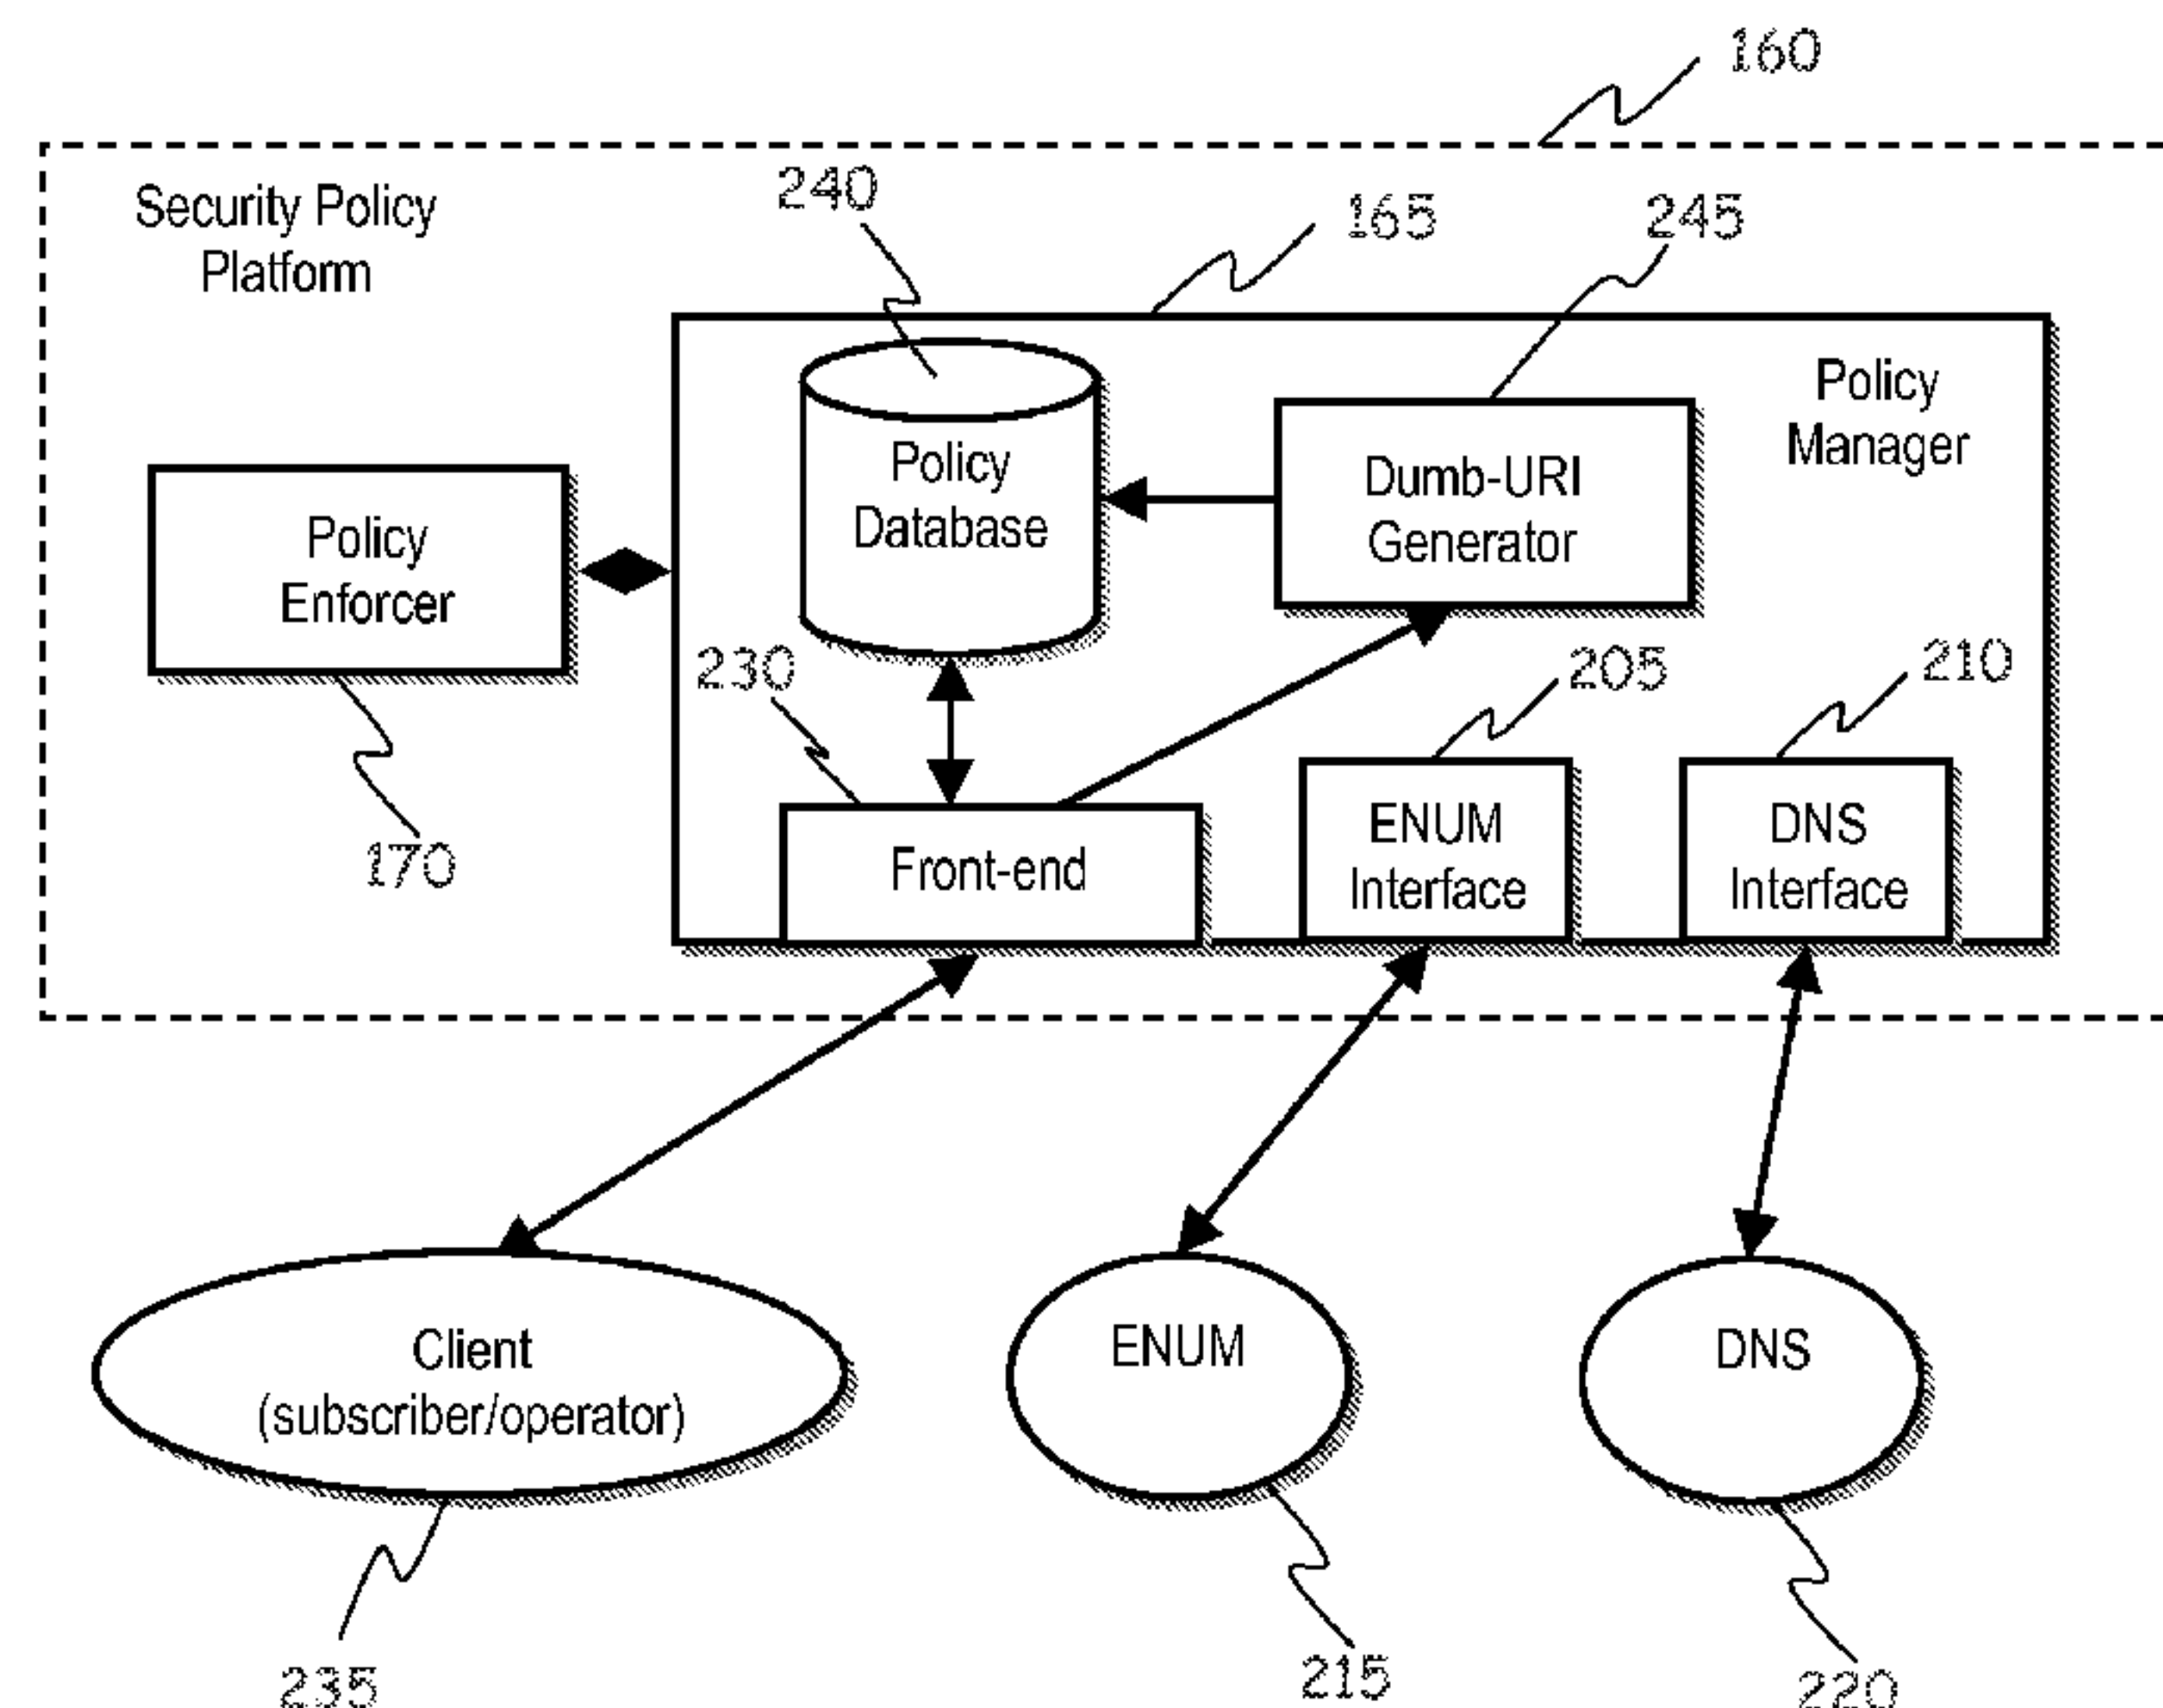 160
Security Policy
Platform
240
165
245
Policy
Manager
Policy
Database
Dumb-URI
Generator
Policy
Enforcer
230
205
210
170
Front-end
ENUM
Interface
DNS
Interface
Client
(subscriber/operator)
ENUM
DNS
235
215
220